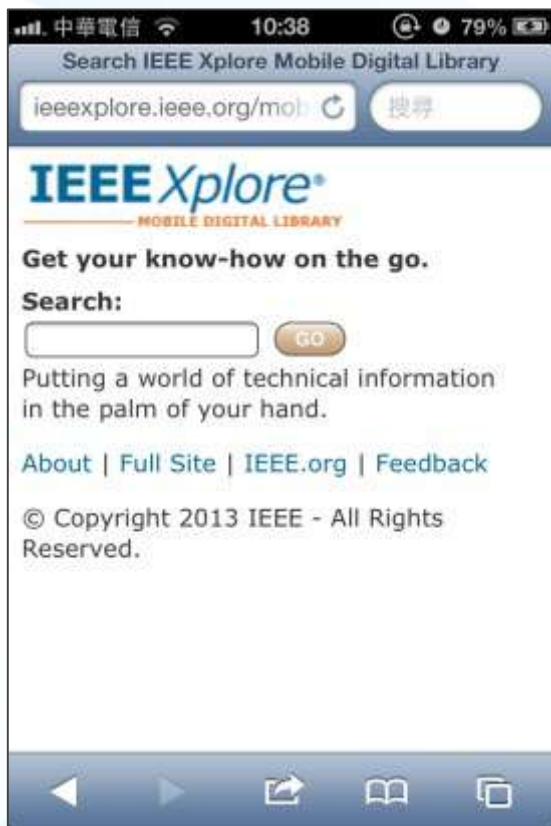 中華電信 10:38 79%
Search IEEE Xplore Mobile Digital Library
ieeexplore.ieee.org/mob 搜尋
IEEE Xplore®
MOBILE DIGITAL LIBRARY
Get your know-how on the go.
Search:
GO
Putting a world of technical information
in the palm of your hand.
About | Full Site | IEEE.org | Feedback
© Copyright 2013 IEEE - All Rights
Reserved.